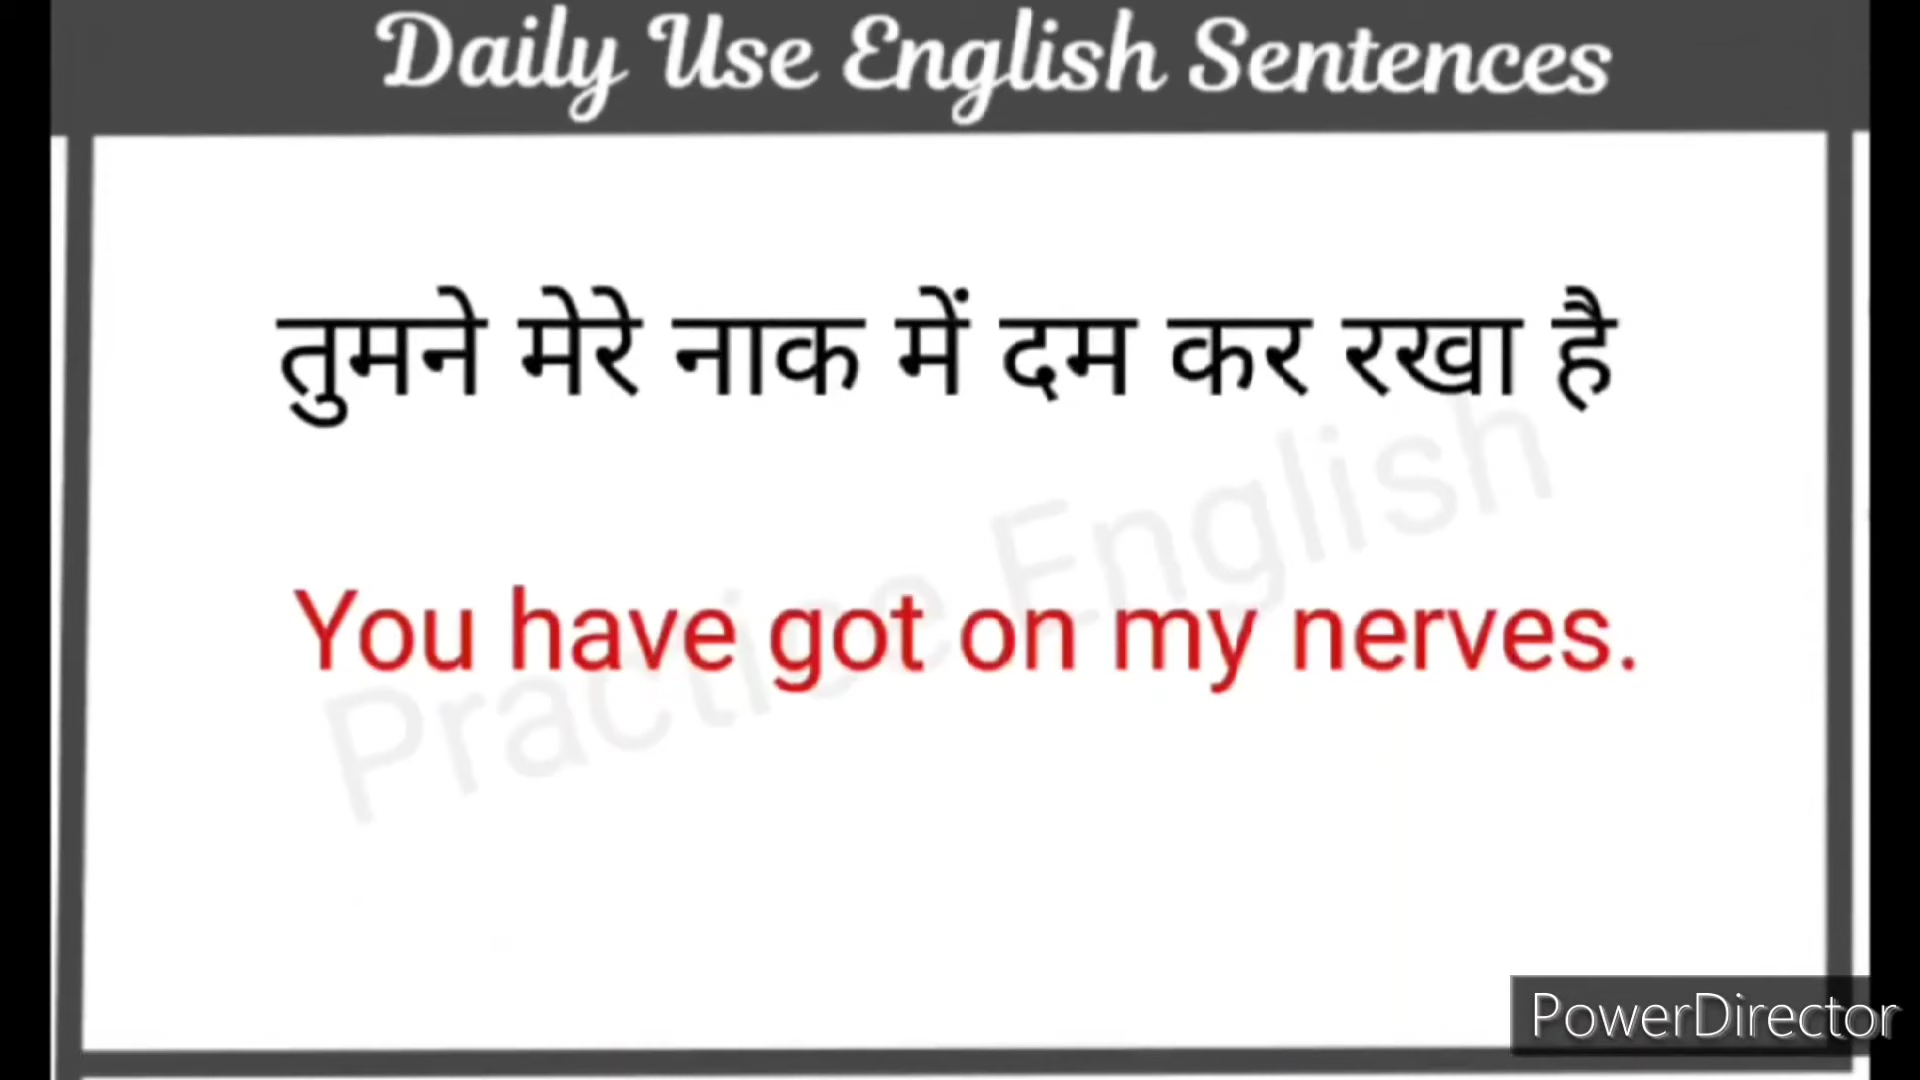 Daily Use English Sentences
तुमने मेरे नाक में दम कर रखा है
You have got on my nerves.
Practice English
PowerDirector